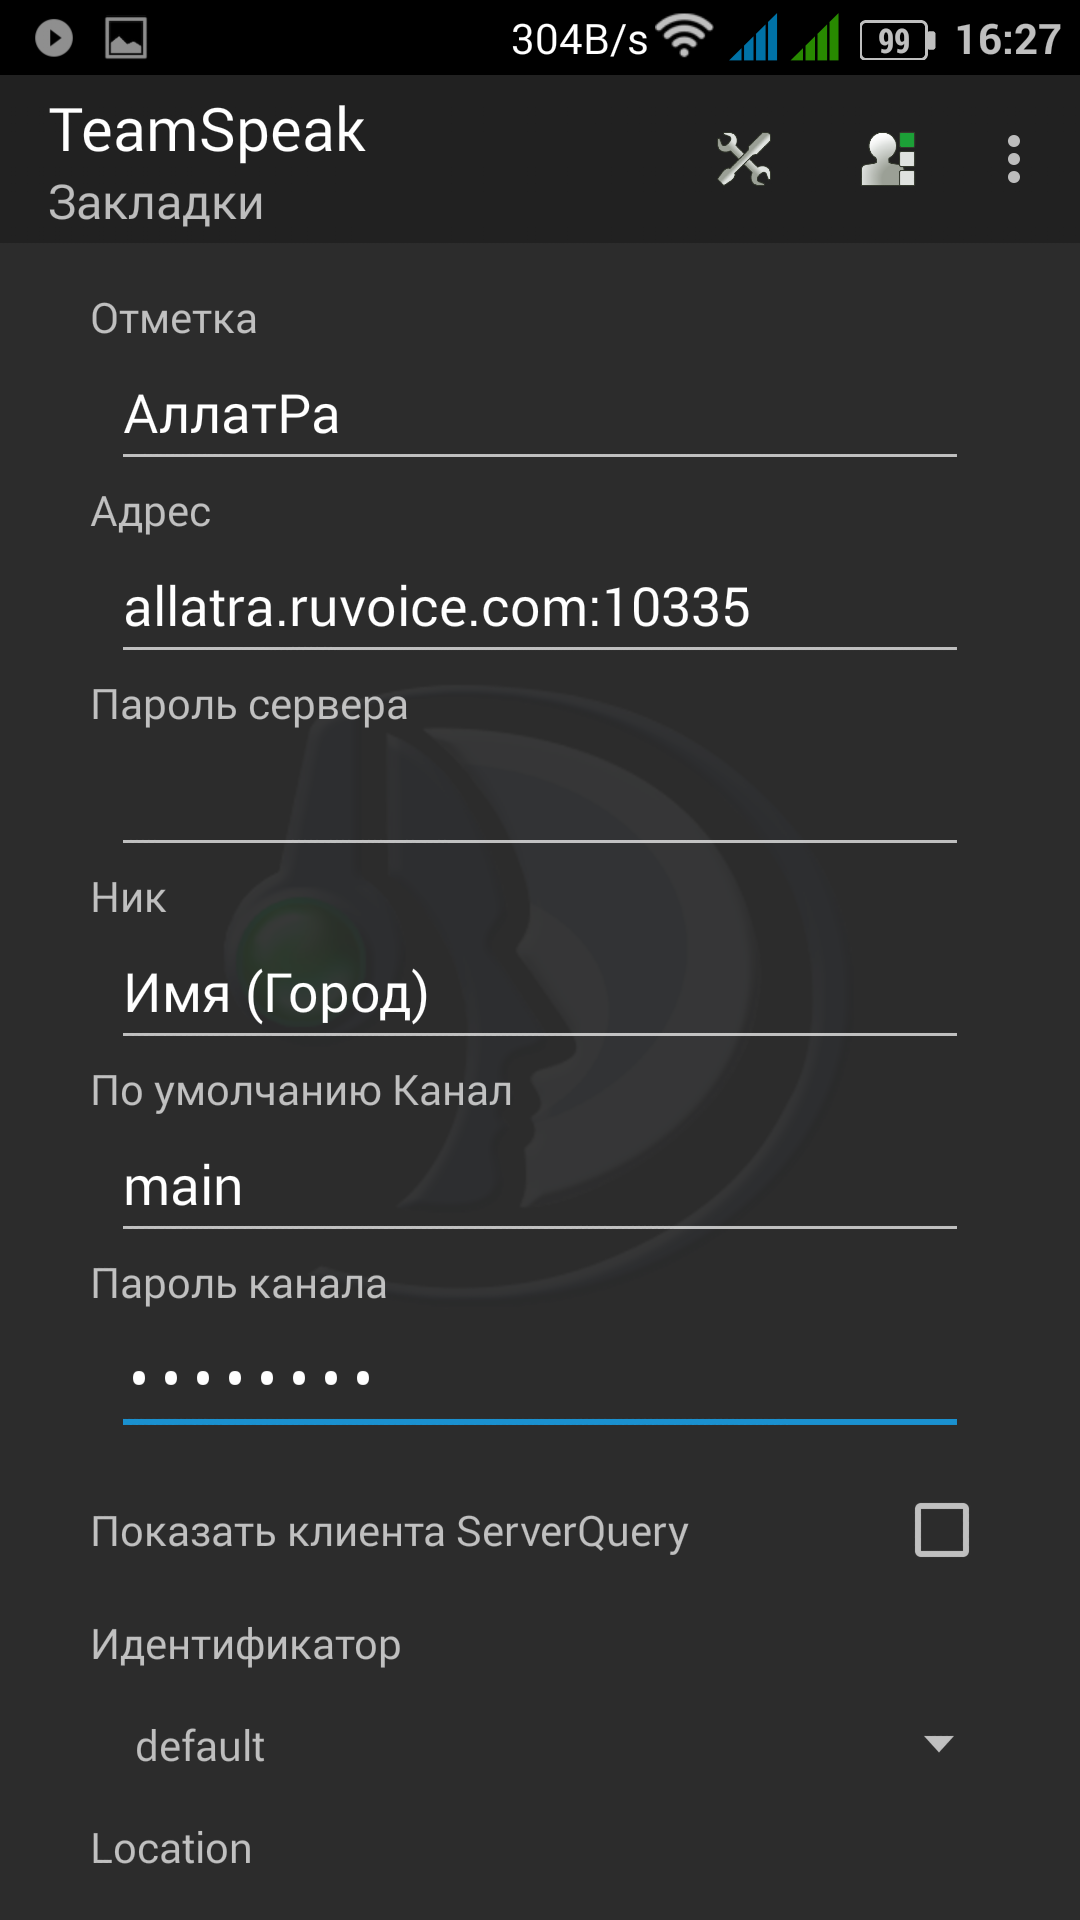 304B/s 99 16:27
TeamSpeak
Закладки
Отметка
АллатРа
Адрес
allatra.ruvoice.com:10335
Пароль сервера
Ник
Имя (Город)
По умолчанию Канал
main
Пароль канала
••••••••
Показать клиента ServerQuery
Идентификатор
default
Location